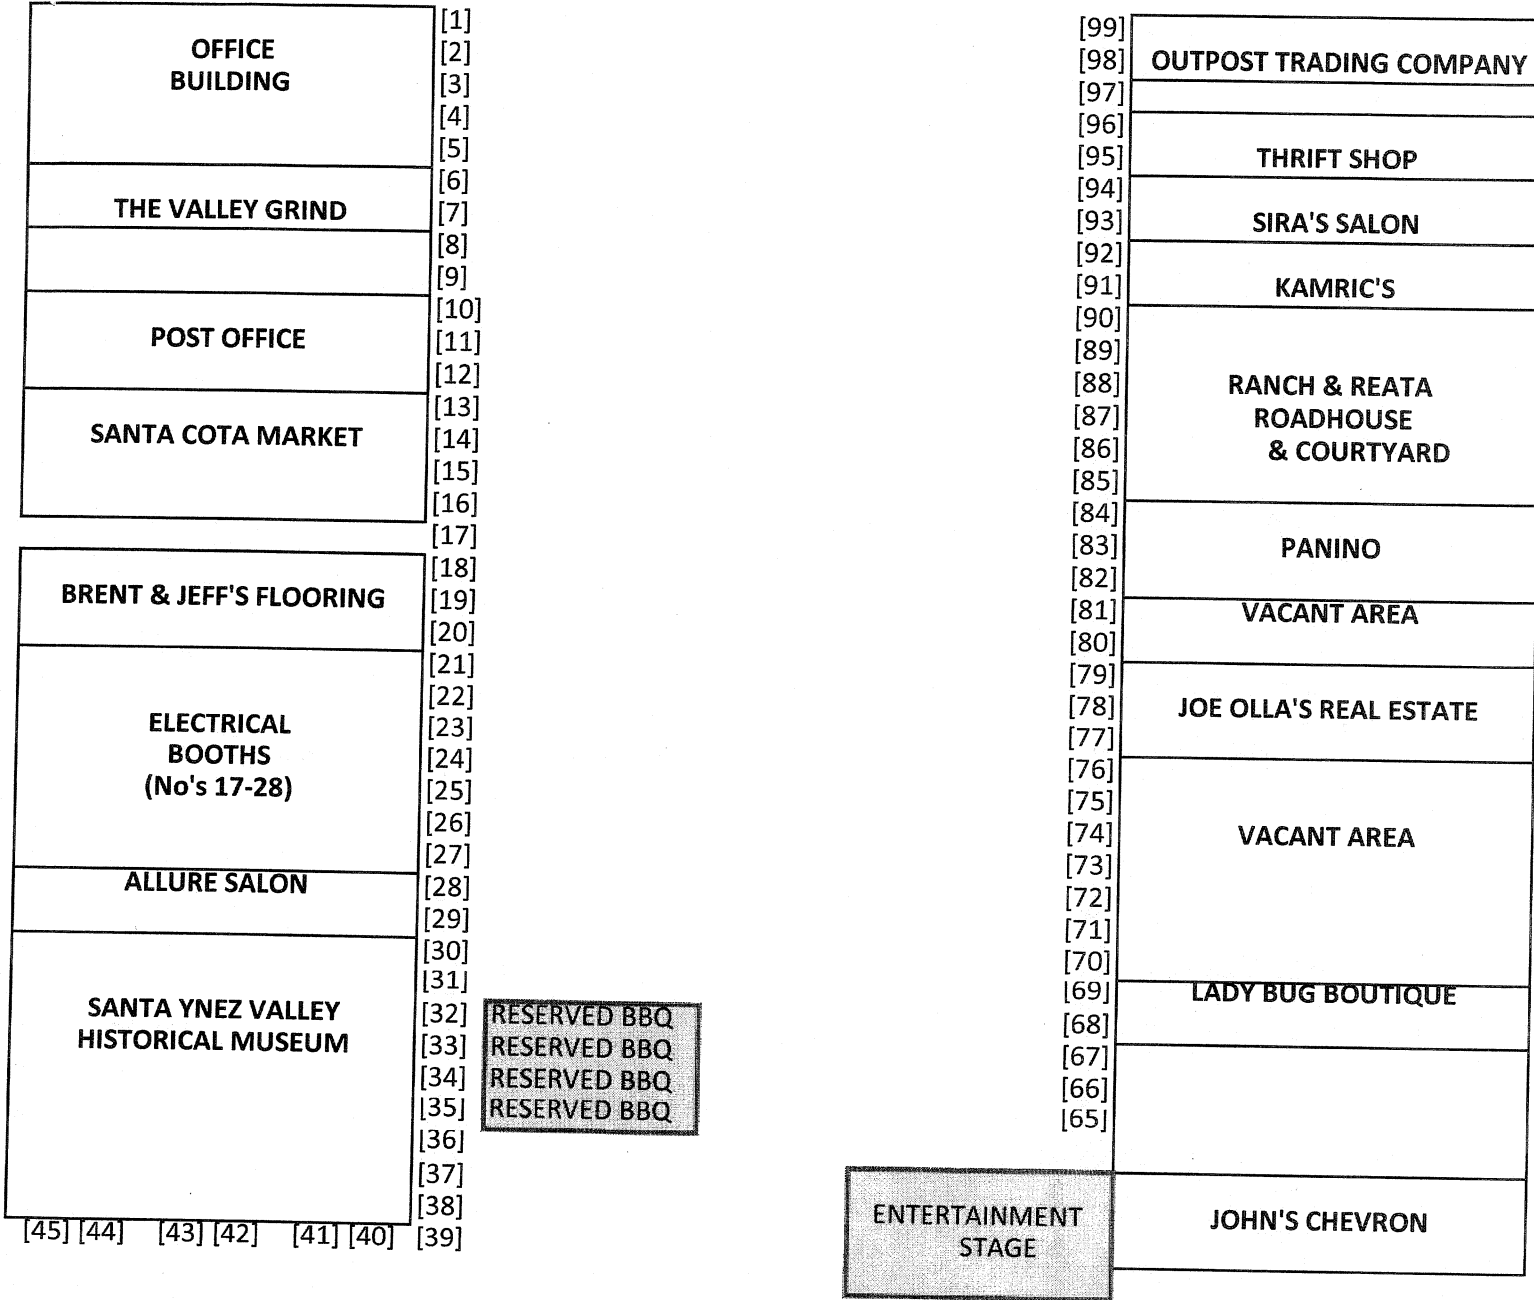 [1]
OFFICE
[2]
BUILDING
[3]
[4]
[5]
[6]
THE VALLEY GRIND
[7]
[8]
[9]
[10]
POST OFFICE
[11]
[12]
[13]
SANTA COTA MARKET
[14]
[15]
[16]
[17]
[18]
BRENT & JEFF'S FLOORING
[19]
[20]
[21]
[22]
ELECTRICAL
[23]
BOOTHS
[24]
(No's 17-28)
[25]
[26]
[27]
ALLURE SALON
[28]
[29]
[30]
[31]
SANTA YNEZ VALLEY
[32] RESERVED BBQ
HISTORICAL MUSEUM
[33] RESERVED BBQ
[34] RESERVED BBQ
[35] RESERVED BBQ
[36]
[37]
[38]
[45] [44] [43] [42] [41] [40] [39]
[99]
[98] OUTPOST TRADING COMPANY
[97]
[96]
[95] THRIFT SHOP
[94]
[93] SIRA'S SALON
[92]
[91] KAMRIC'S
[90]
[89]
[88] RANCH & REATA
[87] ROADHOUSE
[86] & COURTYARD
[85]
[84]
[83] PANINO
[82]
[81] VACANT AREA
[80]
[79]
[78] JOE OLLA'S REAL ESTATE
[77]
[76]
[75]
[74] VACANT AREA
[73]
[72]
[71]
[70]
[69] LADY BUG BOUTIQUE
[68]
[67]
[66]
[65]
ENTERTAINMENT
STAGE
JOHN'S CHEVRON